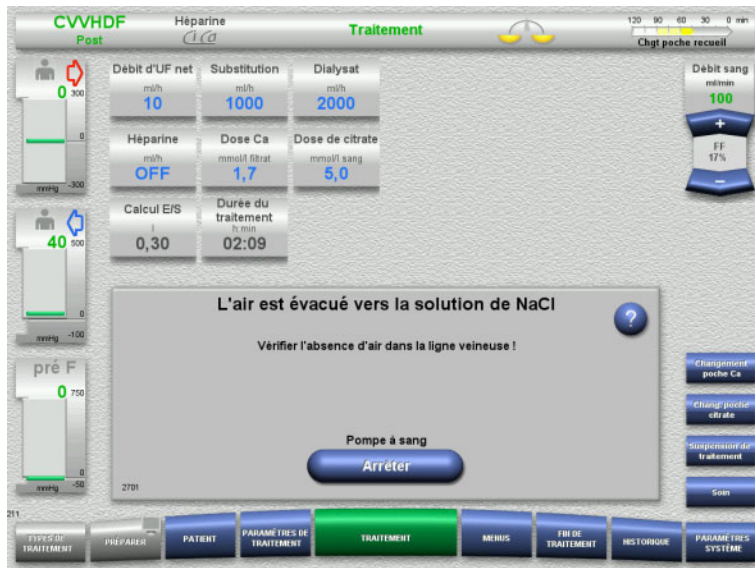 CVVHDF
Post
Héparine
Ci Ca
Traitement
120 90 60 30 0 min
Chgt poche recueil
0
300
0
-300
mmHg
Débit d'UF net
ml/h
10
Substitution
ml/h
1000
Dialysat
ml/h
2000
Débit sang
ml/min
100
+
FF
17%
−
Héparine
ml/h
OFF
Dose Ca
mmol/l filtrat
1,7
Dose de citrate
mmol/l sang
5,0
Calcul E/S
l
0,30
Durée du
traitement
h:min
02:09
40
500
0
-100
mmHg
L'air est évacué vers la solution de NaCl
?
Vérifier l'absence d'air dans la ligne veineuse !
Pompe à sang
Arrêter
2701
pré F
0
750
0
-50
mmHg
Changement
poche Ca
Chang. poche
citrate
Suspension de
traitement
Soin
211
TYPES DE
TRAITEMENT
PRÉPARER
PATIENT
PARAMÈTRES DE
TRAITEMENT
TRAITEMENT
MENUS
FIN DE
TRAITEMENT
HISTORIQUE
PARAMÈTRES
SYSTÈME